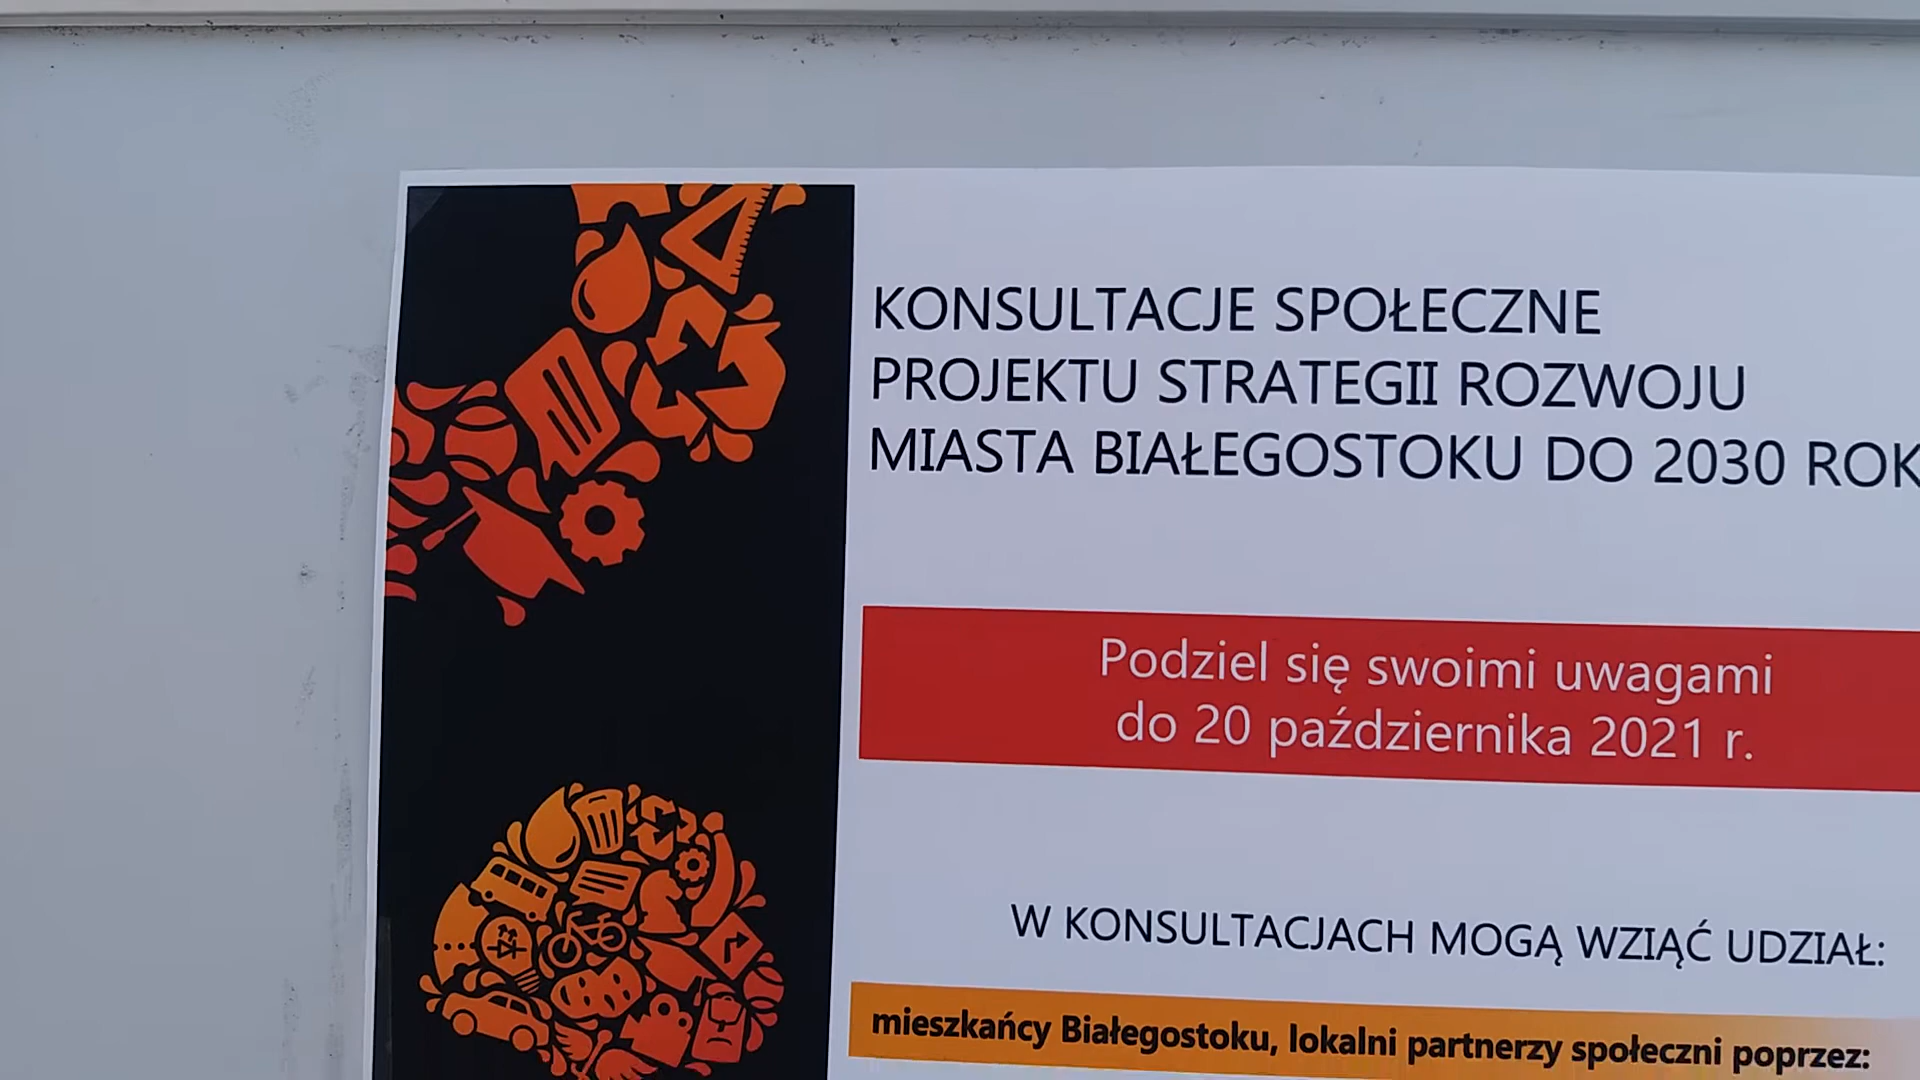 KONSULTACJE SPOŁECZNE
PROJEKTU STRATEGII ROZWOJU
MIASTA BIAŁEGOSTOKU DO 2030 ROK
Podziel się swoimi uwagami
do 20 października 2021 r.
W KONSULTACJACH MOGĄ WZIĄĆ UDZIAŁ:
mieszkańcy Białegostoku, lokalni partnerzy społeczni poprzez: